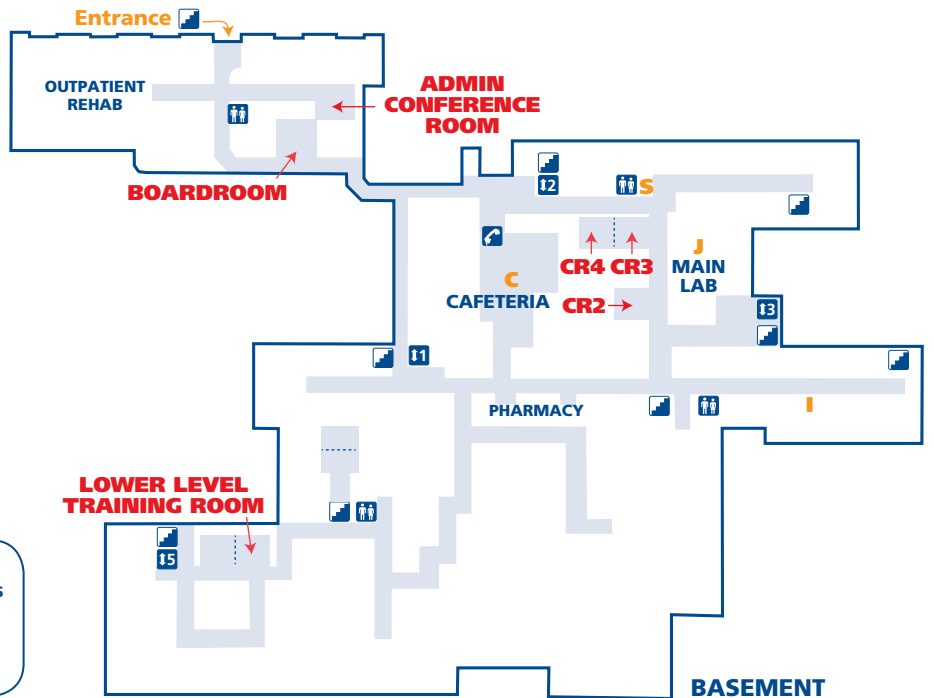 Entrance
OUTPATIENT
REHAB
ADMIN
CONFERENCE
ROOM
BOARDROOM
2
S
CR4 CR3
J
MAIN
LAB
C
CAFETERIA
CR2
3
1
I
PHARMACY
LOWER LEVEL
TRAINING ROOM
5
s
BASEMENT